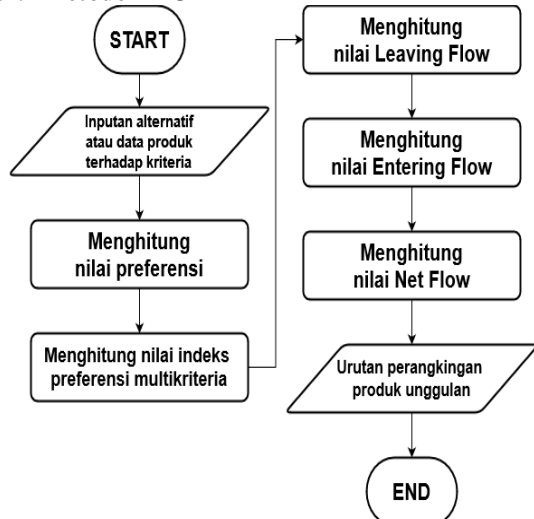 START
Inputan alternatif
atau data produk
terhadap kriteria
Menghitung
nilai preferensi
Menghitung nilai indeks
preferensi multikriteria
Menghitung
nilai Leaving Flow
Menghitung
nilai Entering Flow
Menghitung
nilai Net Flow
Urutan perangkingan
produk unggulan
END